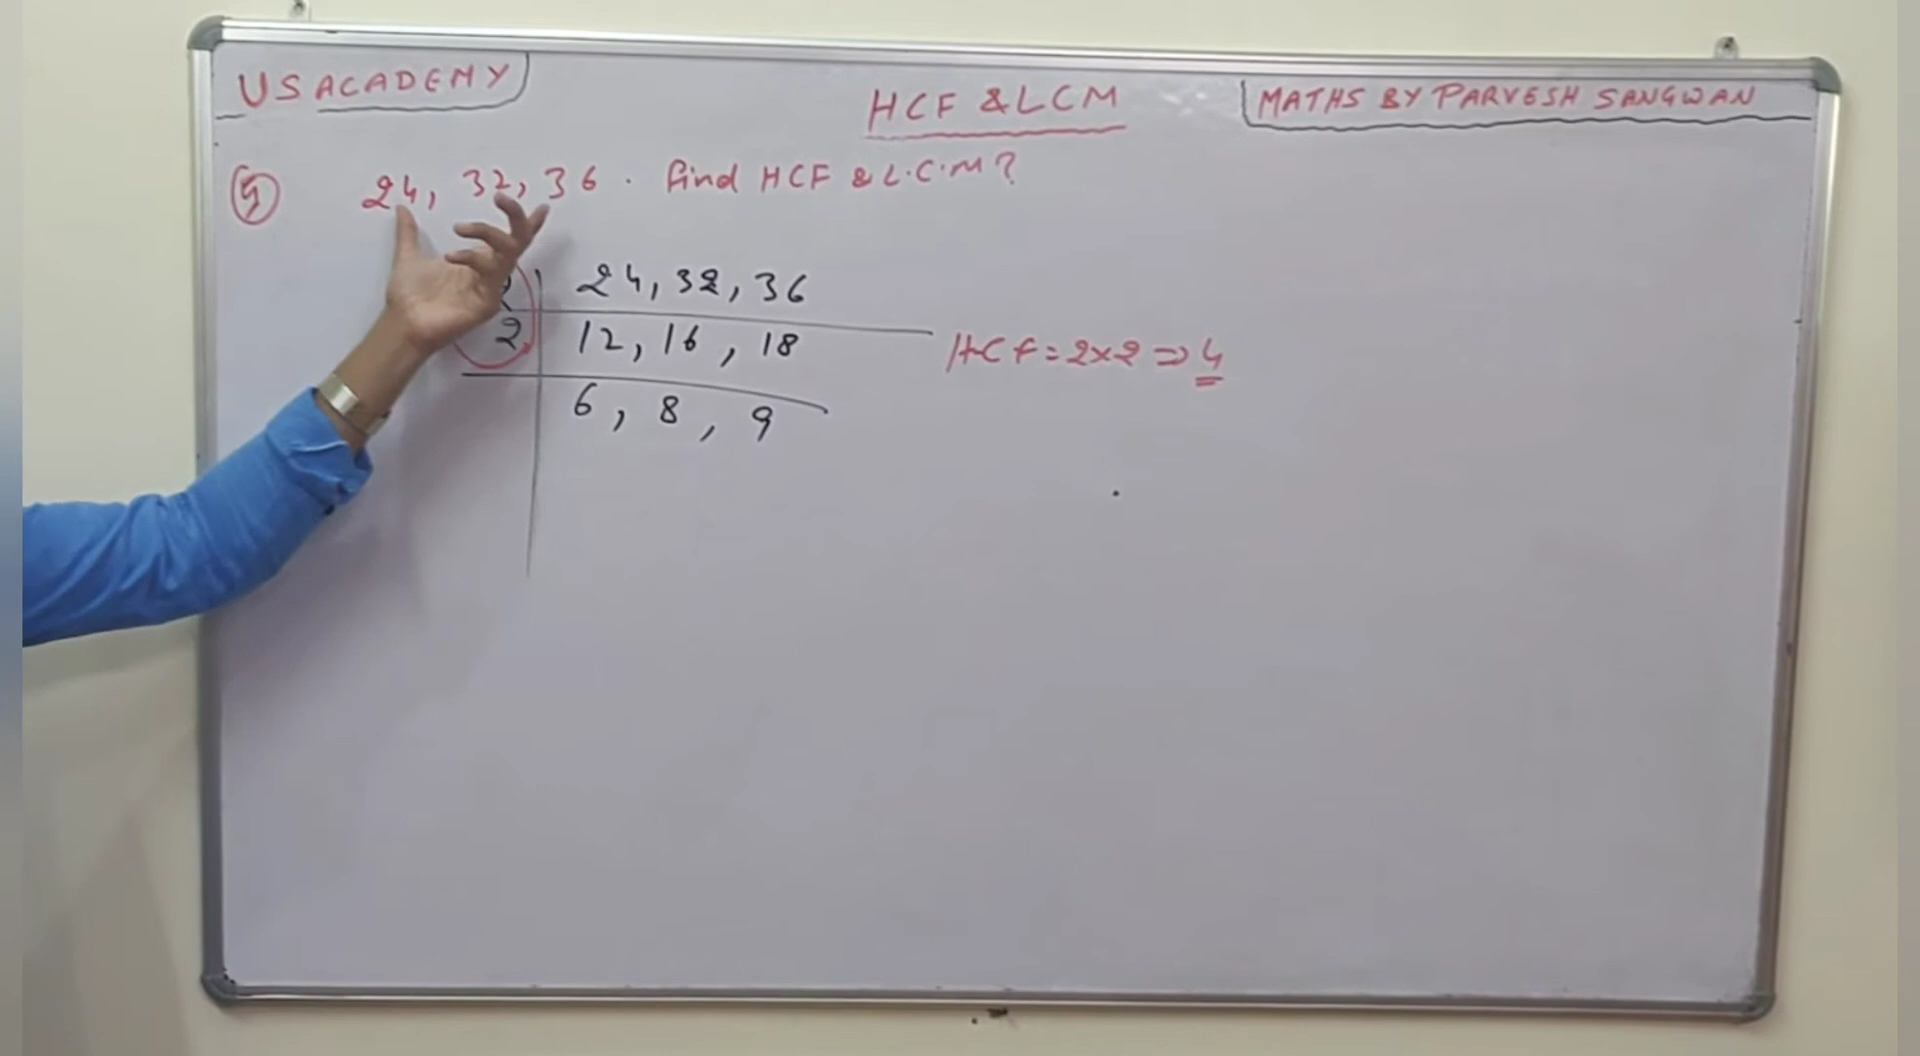 US ACADEMY
HCF & LCM
MATHS BY PARVESH SANGWAN
5 24, 32, 36 . Find HCF & L.C.M?
2 24, 32, 36
2 12, 16, 18
HCF = 2×2 ⇒ 4
6, 8, 9